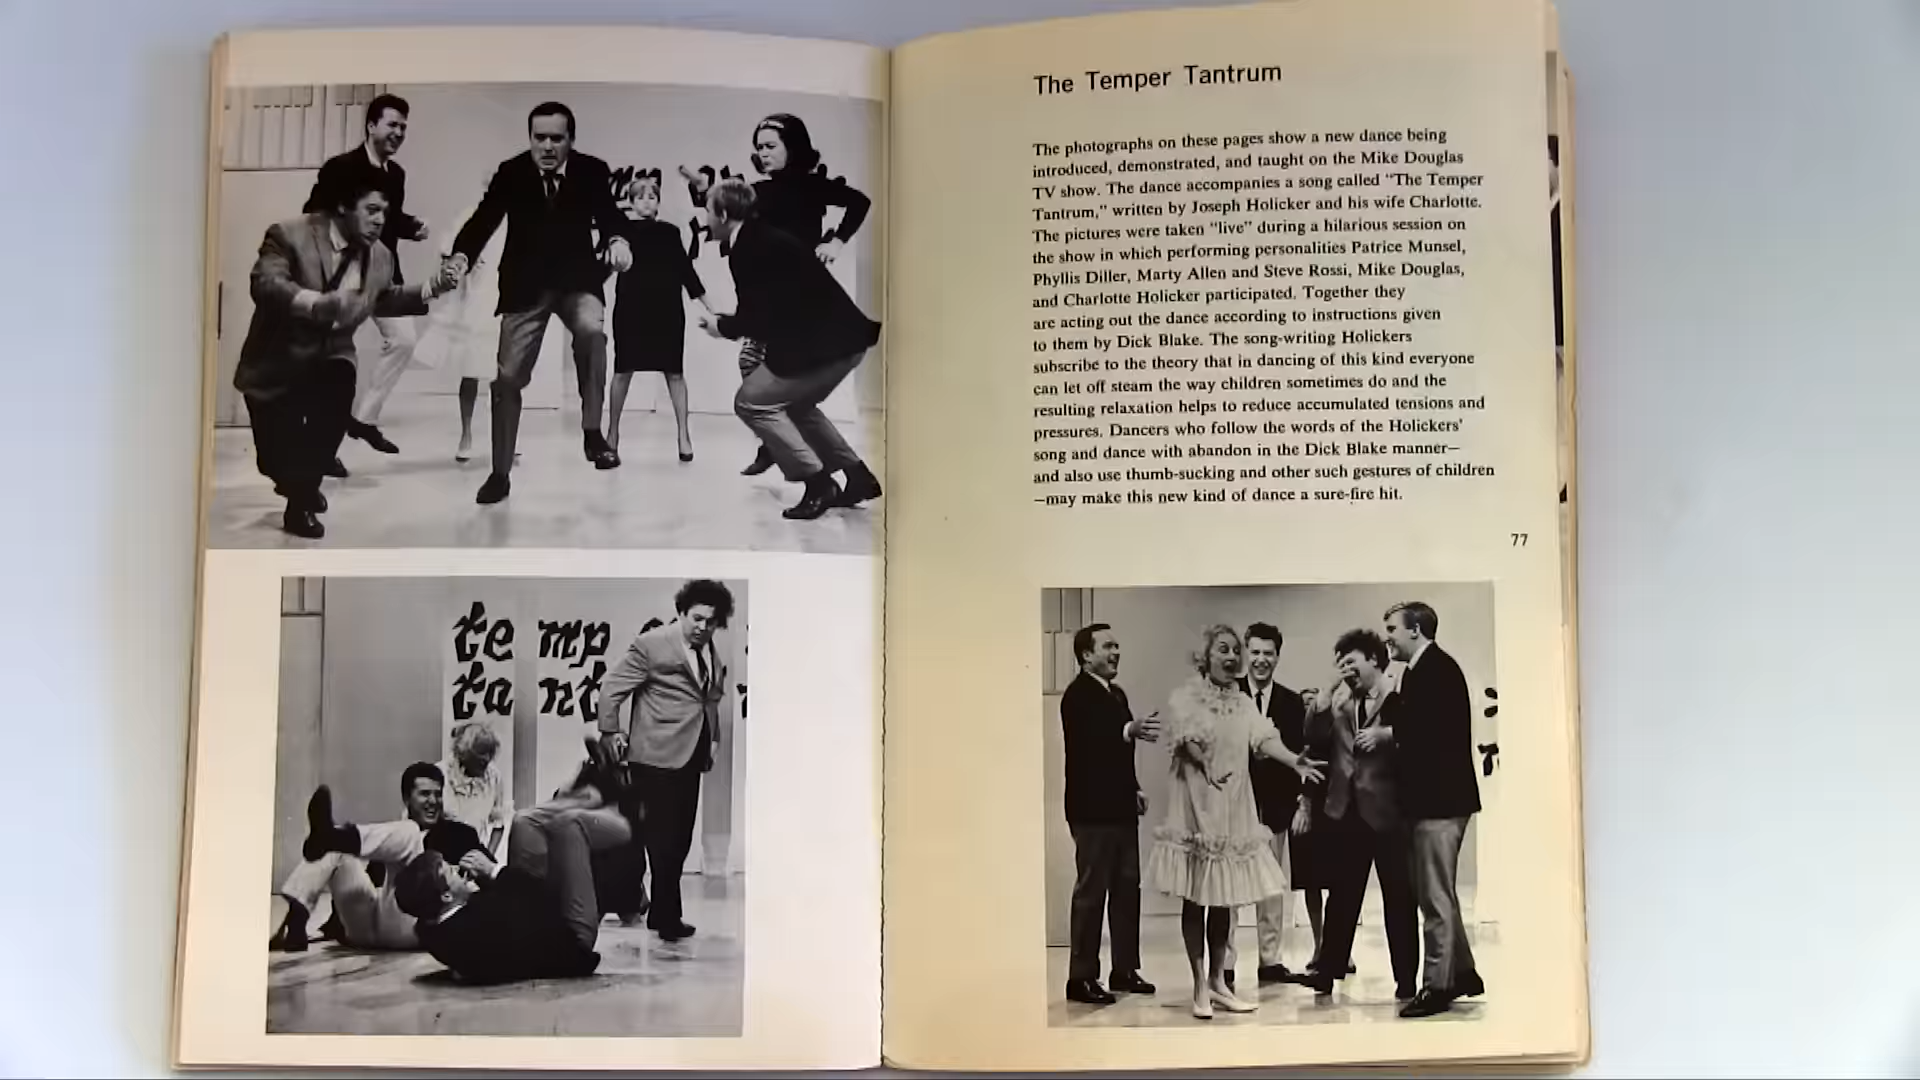 te mp
ta nt
The Temper Tantrum
The photographs on these pages show a new dance being
introduced, demonstrated, and taught on the Mike Douglas
TV show. The dance accompanies a song called "The Temper
Tantrum," written by Joseph Holicker and his wife Charlotte.
The pictures were taken "live" during a hilarious session on
the show in which performing personalities Patrice Munsel,
Phyllis Diller, Marty Allen and Steve Rossi, Mike Douglas,
and Charlotte Holicker participated. Together they
are acting out the dance according to instructions given
to them by Dick Blake. The song-writing Holickers
subscribe to the theory that in dancing of this kind everyone
can let off steam the way children sometimes do and the
resulting relaxation helps to reduce accumulated tensions and
pressures. Dancers who follow the words of the Holickers'
song and dance with abandon in the Dick Blake manner—
and also use thumb-sucking and other such gestures of children
—may make this new kind of dance a sure-fire hit.
77